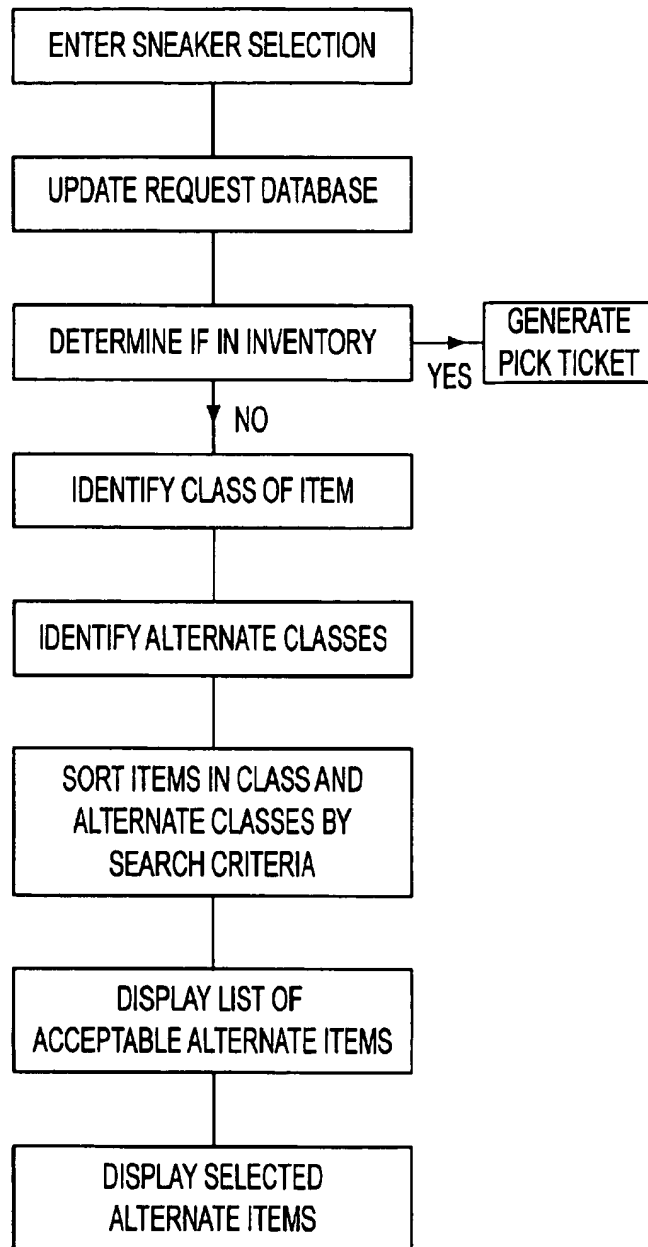 ENTER SNEAKER SELECTION
UPDATE REQUEST DATABASE
DETERMINE IF IN INVENTORY
YES
GENERATE
PICK TICKET
NO
IDENTIFY CLASS OF ITEM
IDENTIFY ALTERNATE CLASSES
SORT ITEMS IN CLASS AND
ALTERNATE CLASSES BY
SEARCH CRITERIA
DISPLAY LIST OF
ACCEPTABLE ALTERNATE ITEMS
DISPLAY SELECTED
ALTERNATE ITEMS